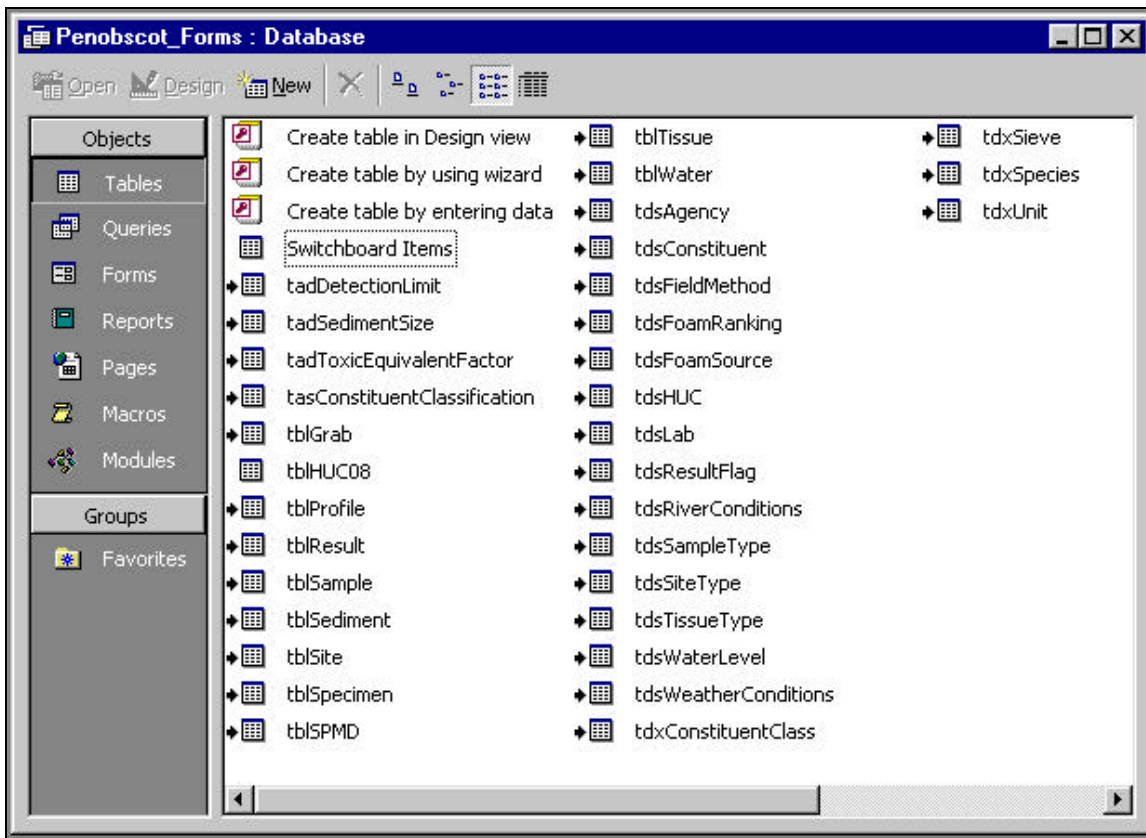 Penobscot_Forms : Database
Open Design New
Objects
Tables
Queries
Forms
Reports
Pages
Macros
Modules
Groups
Favorites
Create table in Design view
Create table by using wizard
Create table by entering data
Switchboard Items
tadDetectionLimit
tadSedimentSize
tadToxicEquivalentFactor
tasConstituentClassification
tblGrab
tblHUC08
tblProfile
tblResult
tblSample
tblSediment
tblSite
tblSpecimen
tblSPMD
tblTissue
tblWater
tdsAgency
tdsConstituent
tdsFieldMethod
tdsFoamRanking
tdsFoamSource
tdsHUC
tdsLab
tdsResultFlag
tdsRiverConditions
tdsSampleType
tdsSiteType
tdsTissueType
tdsWaterLevel
tdsWeatherConditions
tdxConstituentClass
tdxSieve
tdxSpecies
tdxUnit